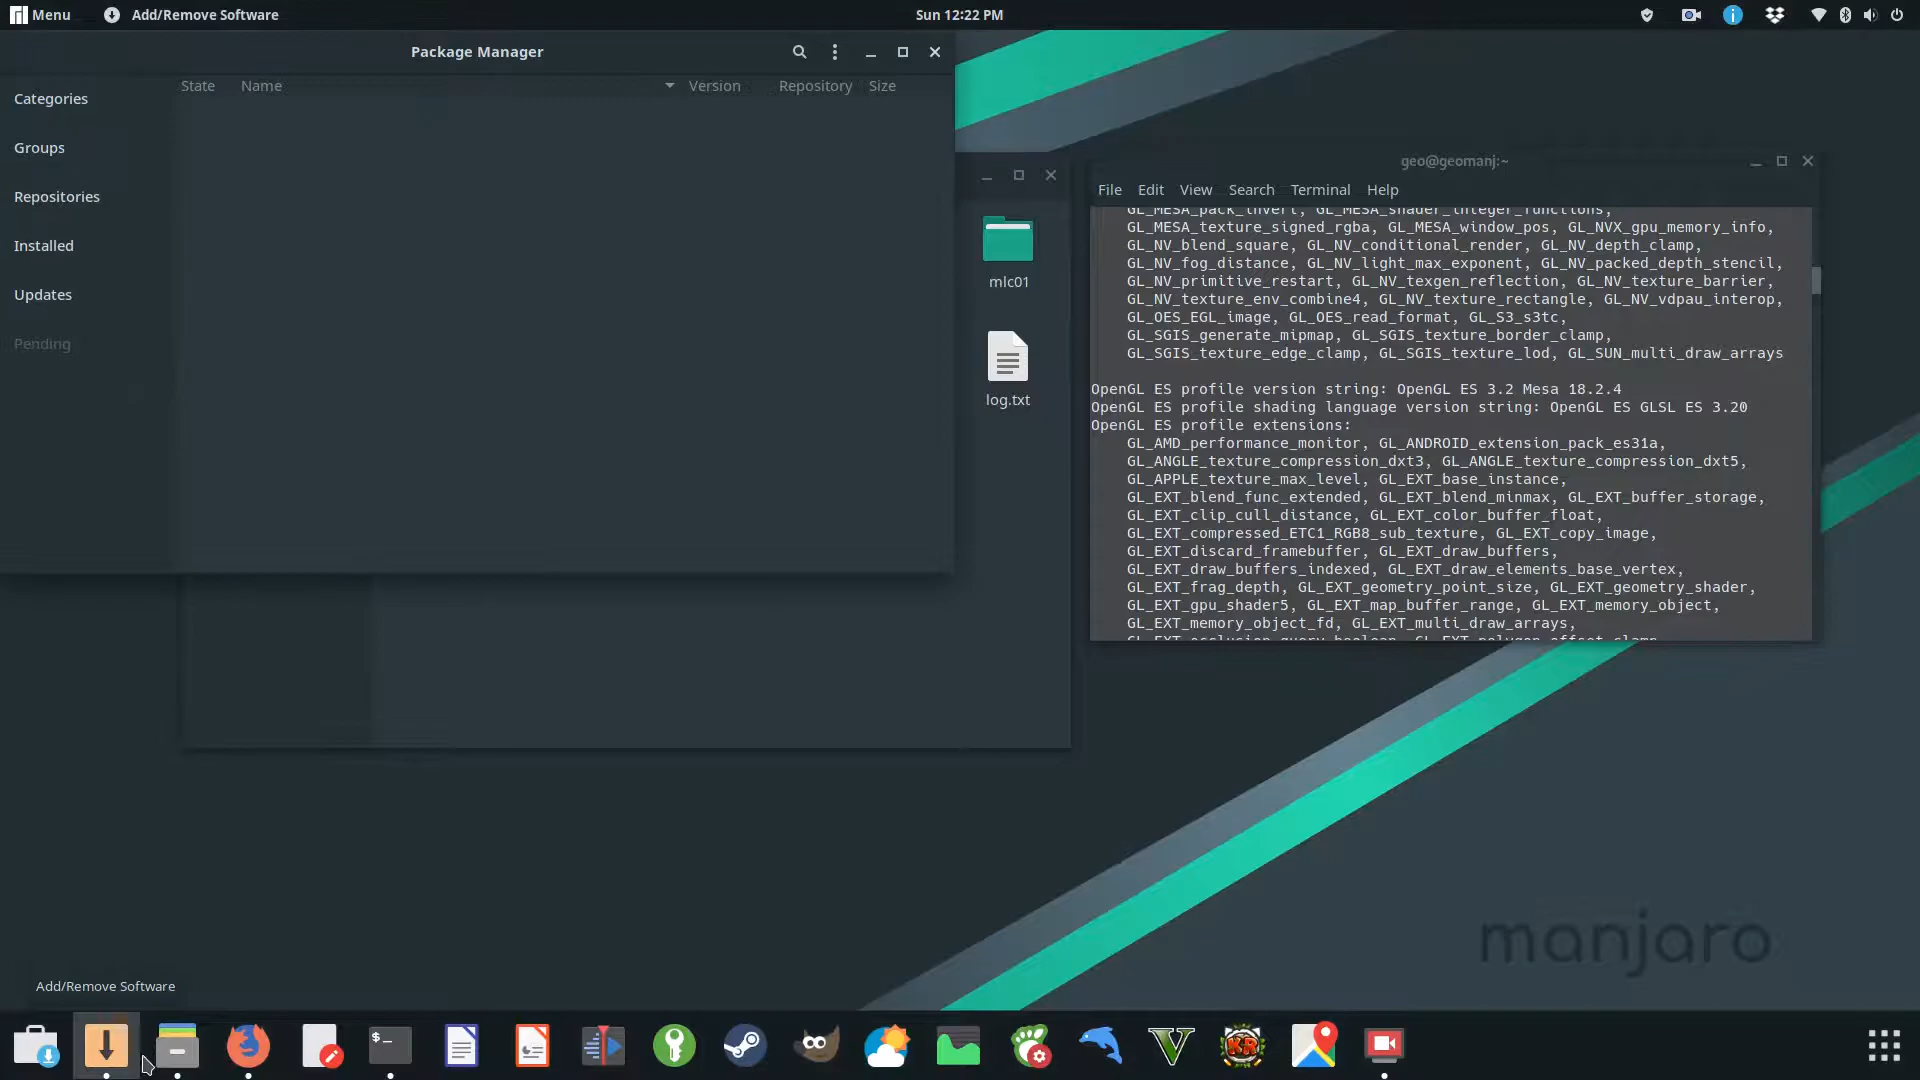 Menu
Add/Remove Software
Sun 12:22 PM
Package Manager
State
Name
Version
Repository
Size
Categories
Groups
Repositories
Installed
Updates
Pending
mlc01
log.txt
geo@geomanj:~
File Edit View Search Terminal Help
GL_MESA_pack_invert, GL_MESA_shader_integer_functions,
GL_MESA_texture_signed_rgba, GL_MESA_window_pos, GL_NVX_gpu_memory_info,
GL_NV_blend_square, GL_NV_conditional_render, GL_NV_depth_clamp,
GL_NV_fog_distance, GL_NV_light_max_exponent, GL_NV_packed_depth_stencil,
GL_NV_primitive_restart, GL_NV_texgen_reflection, GL_NV_texture_barrier,
GL_NV_texture_env_combine4, GL_NV_texture_rectangle, GL_NV_vdpau_interop,
GL_OES_EGL_image, GL_OES_read_format, GL_S3_s3tc,
GL_SGIS_generate_mipmap, GL_SGIS_texture_border_clamp,
GL_SGIS_texture_edge_clamp, GL_SGIS_texture_lod, GL_SUN_multi_draw_arrays
OpenGL ES profile version string: OpenGL ES 3.2 Mesa 18.2.4
OpenGL ES profile shading language version string: OpenGL ES GLSL ES 3.20
OpenGL ES profile extensions:
GL_AMD_performance_monitor, GL_ANDROID_extension_pack_es31a,
GL_ANGLE_texture_compression_dxt3, GL_ANGLE_texture_compression_dxt5,
GL_APPLE_texture_max_level, GL_EXT_base_instance,
GL_EXT_blend_func_extended, GL_EXT_blend_minmax, GL_EXT_buffer_storage,
GL_EXT_clip_cull_distance, GL_EXT_color_buffer_float,
GL_EXT_compressed_ETC1_RGB8_sub_texture, GL_EXT_copy_image,
GL_EXT_discard_framebuffer, GL_EXT_draw_buffers,
GL_EXT_draw_buffers_indexed, GL_EXT_draw_elements_base_vertex,
GL_EXT_frag_depth, GL_EXT_geometry_point_size, GL_EXT_geometry_shader,
GL_EXT_gpu_shader5, GL_EXT_map_buffer_range, GL_EXT_memory_object,
GL_EXT_memory_object_fd, GL_EXT_multi_draw_arrays,
GL_EXT_occlusion_query_boolean, GL_EXT_polygon_offset_clamp,
manjaro
Add/Remove Software
$_
V
KR